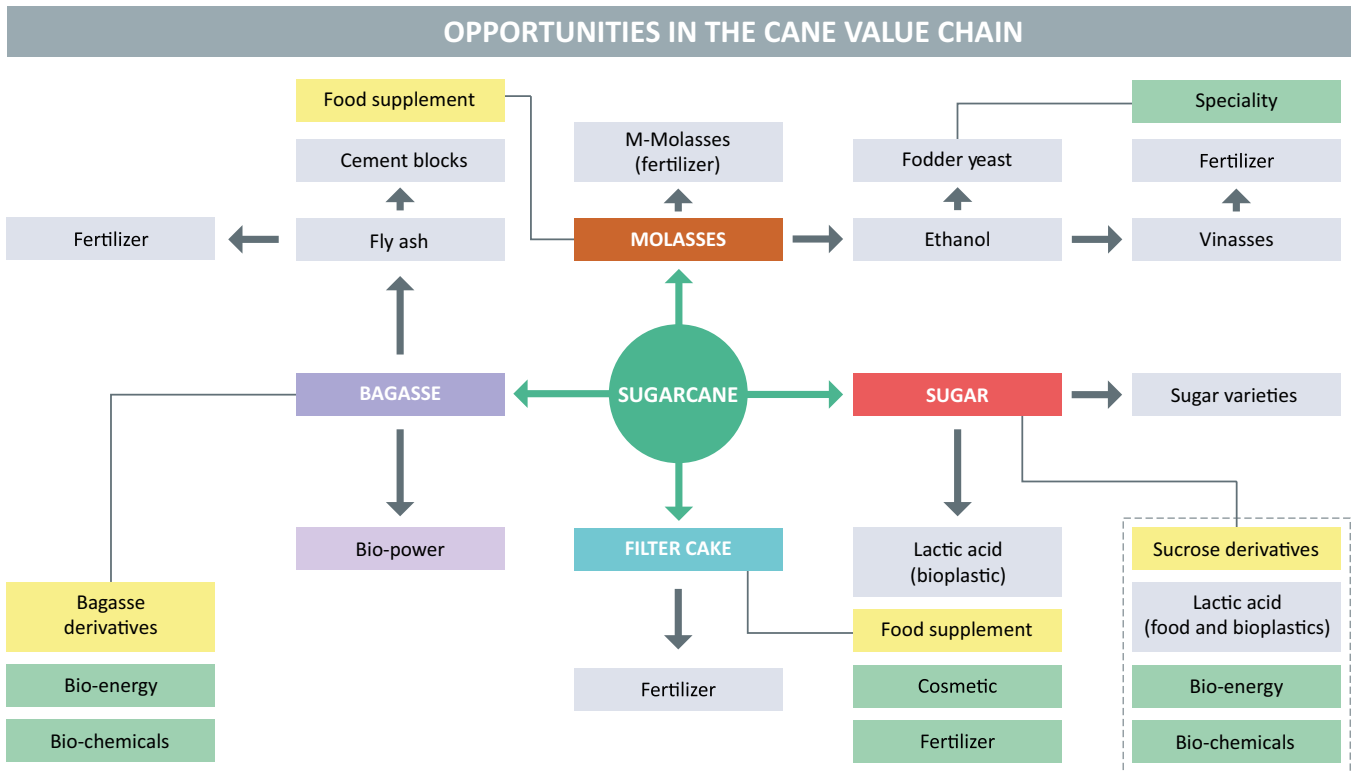 OPPORTUNITIES IN THE CANE VALUE CHAIN
Food supplement
Speciality
Cement blocks
M-Molasses
(fertilizer)
Fodder yeast
Fertilizer
Fertilizer
Fly ash
MOLASSES
Ethanol
Vinasses
BAGASSE
SUGARCANE
SUGAR
Sugar varieties
Bio-power
FILTER CAKE
Lactic acid
(bioplastic)
Sucrose derivatives
Bagasse
derivatives
Food supplement
Lactic acid
(food and bioplastics)
Bio-energy
Fertilizer
Cosmetic
Bio-energy
Bio-chemicals
Fertilizer
Bio-chemicals